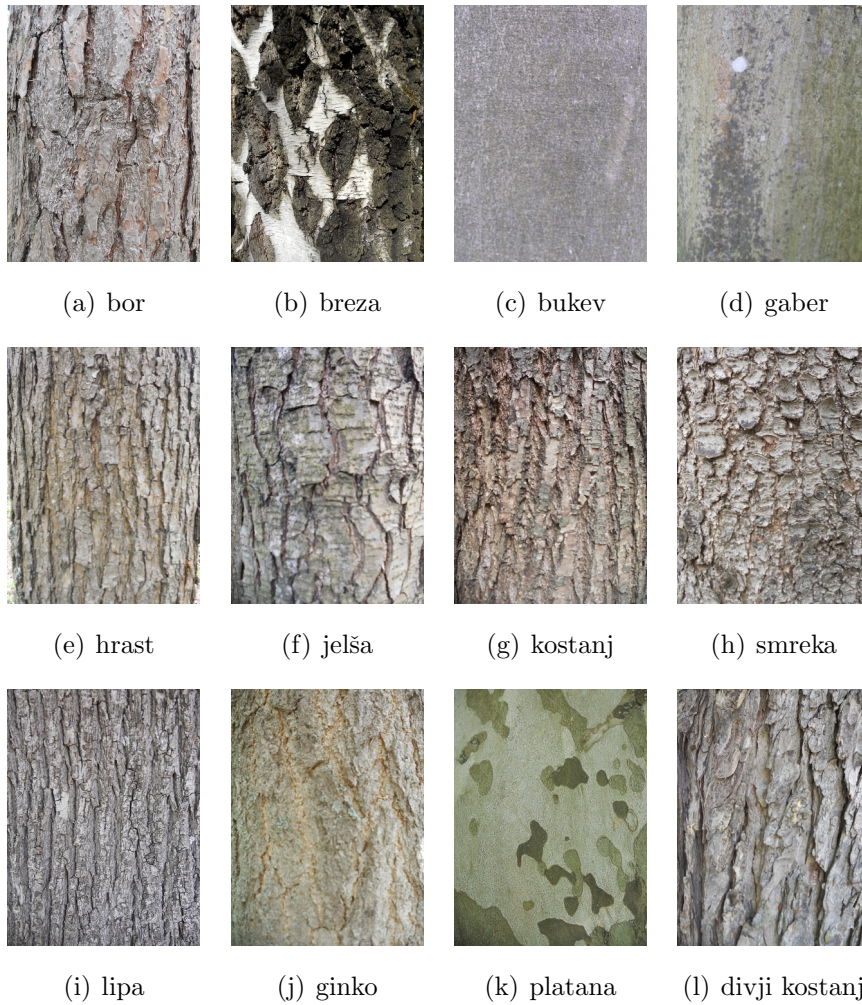 (a) bor (b) breza (c) bukev (d) gaber
(e) hrast (f) jelša (g) kostanj (h) smreka
(i) lipa (j) ginko (k) platana (l) divji kostanj